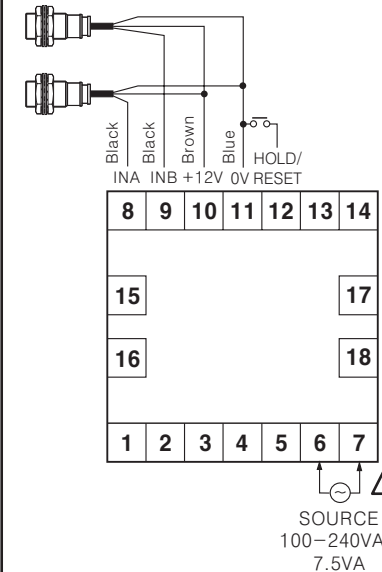 Black
Black
Brown
Blue
HOLD/
INA INB +12V 0V RESET
8 9 10 11 12 13 14
15 17
16 18
1 2 3 4 5 6 7
SOURCE
100-240VA
7.5VA